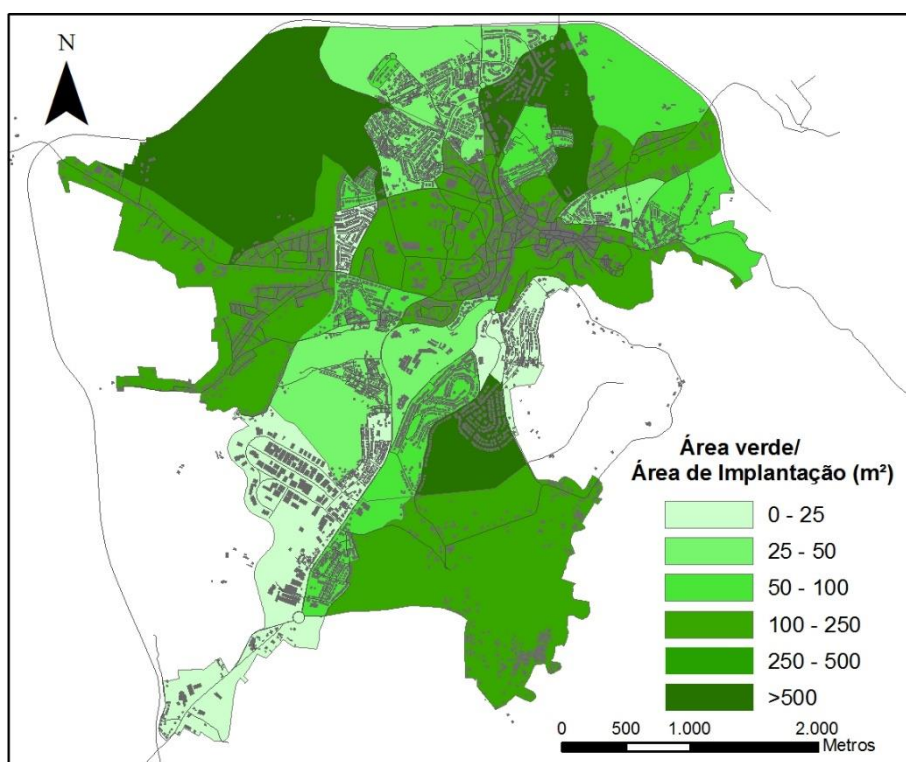 N
Área verde/
Área de Implantação (m²)
0 - 25
25 - 50
50 - 100
100 - 250
250 - 500
>500
0 500 1.000 2.000
Metros